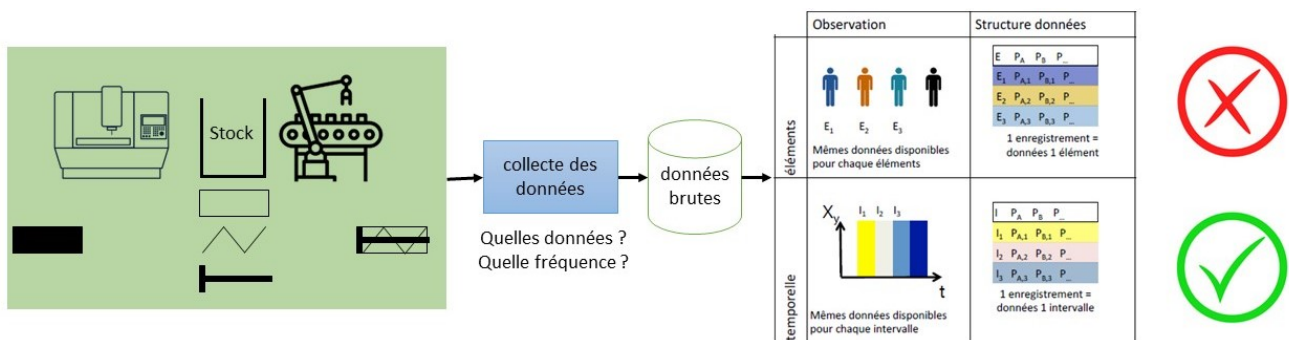 Stock
collecte des
données
Quelles données ?
Quelle fréquence ?
données
brutes
Observation
Structure données
éléments
E₁ E₂ E₃
Mêmes données disponibles
pour chaque éléments
E P_A P_B P_...
E₁ P_A,1 P_B,1 P_...
E₂ P_A,2 P_B,2 P_...
E₃ P_A,3 P_B,3 P_...
1 enregistrement =
données 1 élément
temporelle
X_y I₁ I₂ I₃
t
Mêmes données disponibles
pour chaque intervalle
I P_A P_B P_...
I₁ P_A,1 P_B,1 P_...
I₂ P_A,2 P_B,2 P_...
I₃ P_A,3 P_B,3 P_...
1 enregistrement =
données 1 intervalle